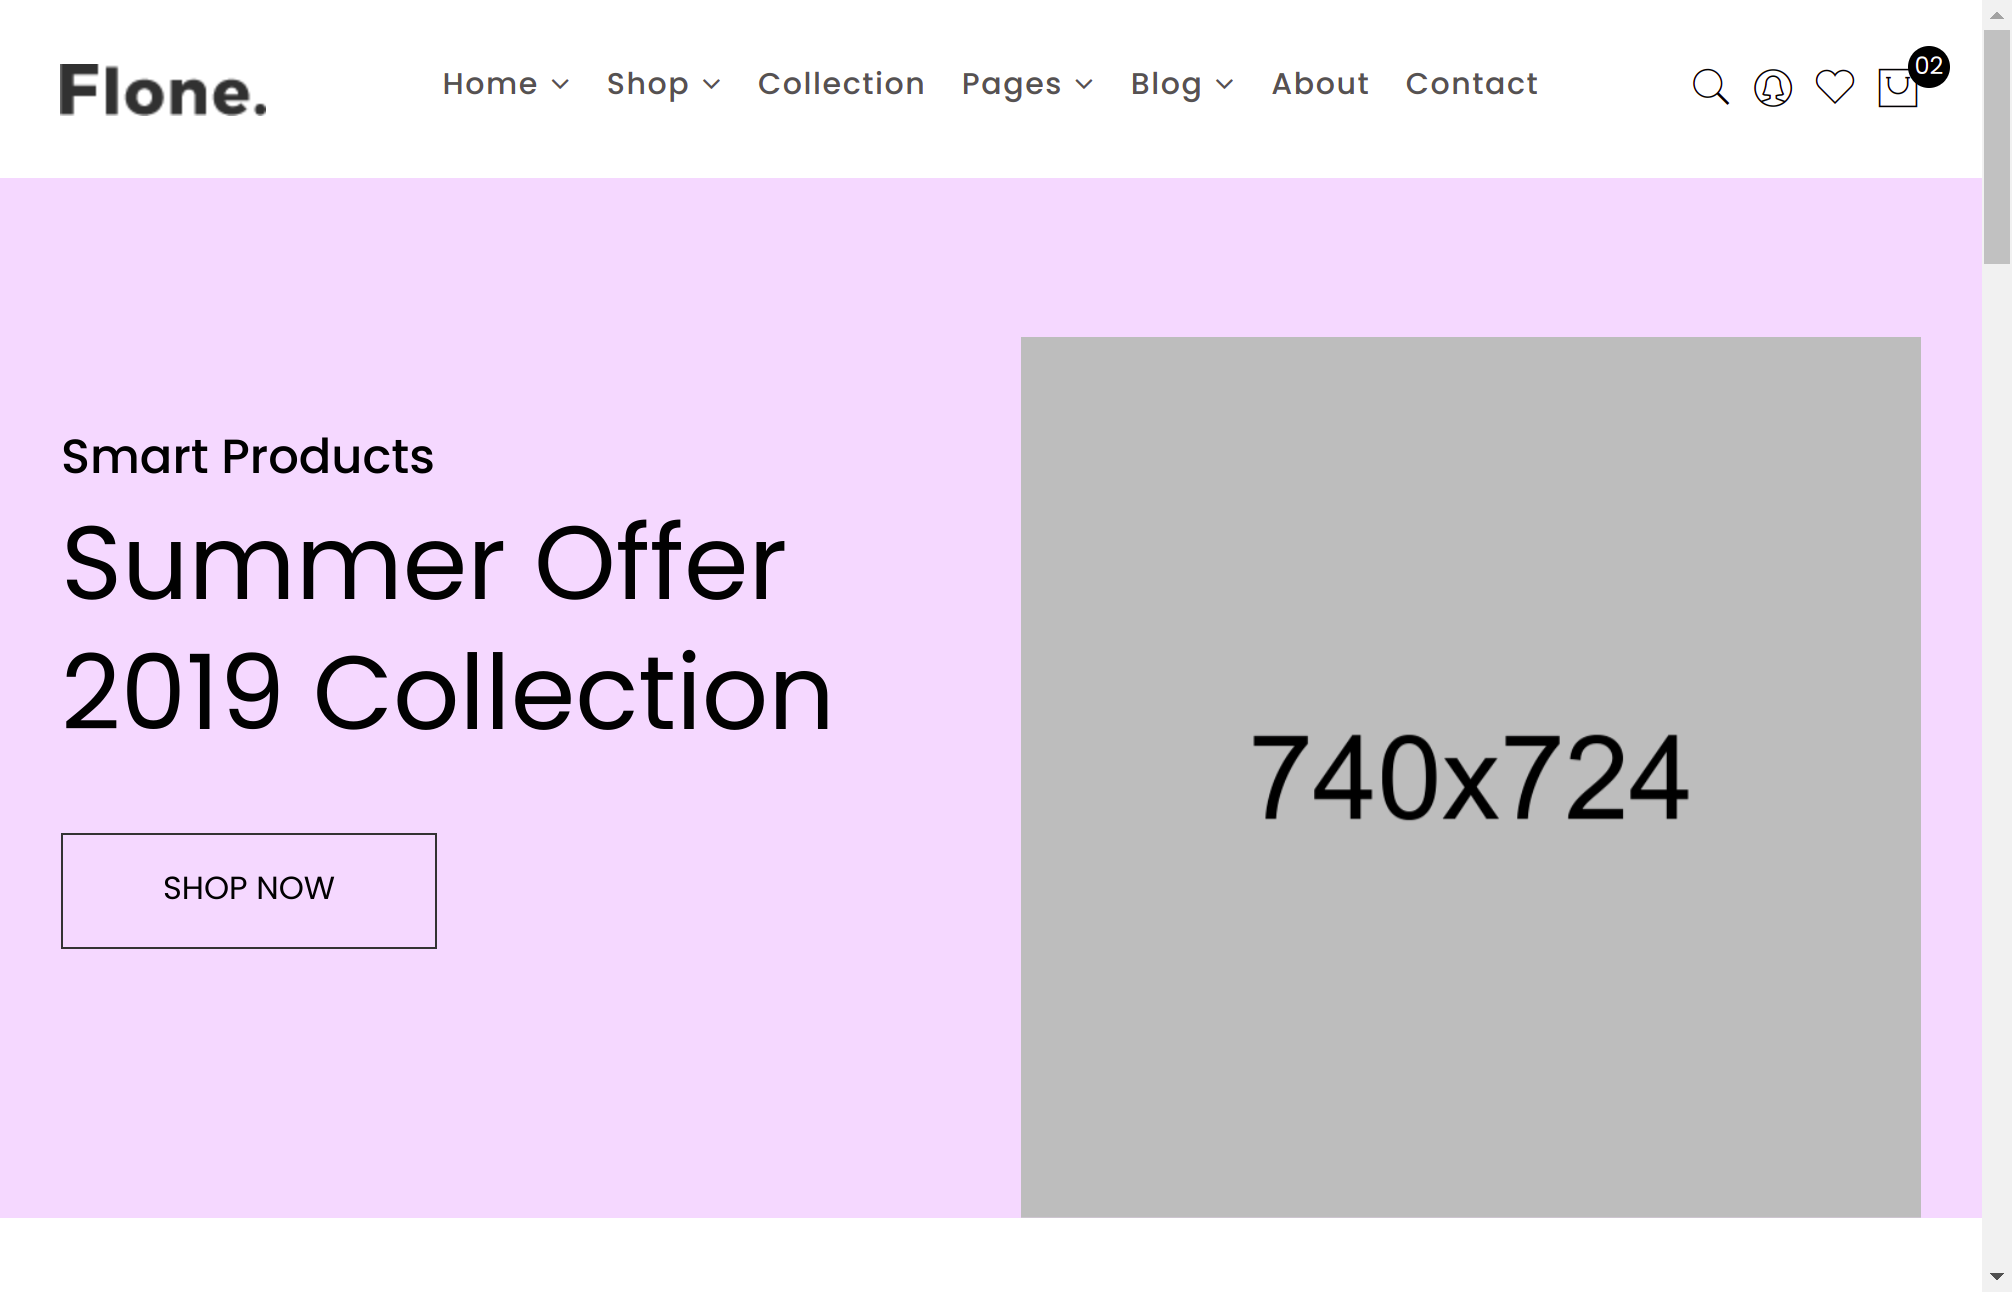 Flone.
Home Shop Collection Pages Blog About Contact
02
Smart Products
Summer Offer
2019 Collection
SHOP NOW
740x724